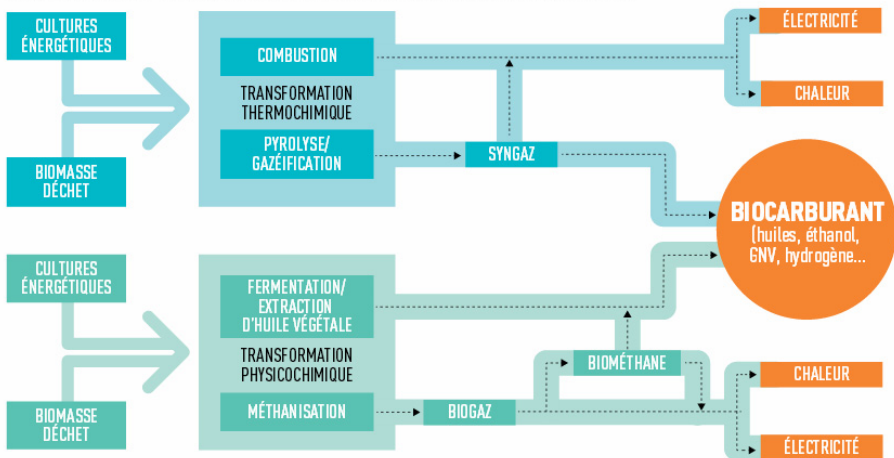 CULTURES
ÉNERGÉTIQUES
BIOMASSE
DÉCHET
COMBUSTION
TRANSFORMATION
THERMOCHIMIQUE
PYROLYSE/
GAZÉIFICATION
SYNGAZ
ÉLECTRICITÉ
CHALEUR
BIOCARBURANT
(huiles, éthanol,
GNV, hydrogène...
CULTURES
ÉNERGÉTIQUES
BIOMASSE
DÉCHET
FERMENTATION/
EXTRACTION
D'HUILE VÉGÉTALE
TRANSFORMATION
PHYSICOCHIMIQUE
MÉTHANISATION
BIOGAZ
BIOMÉTHANE
CHALEUR
ÉLECTRICITÉ